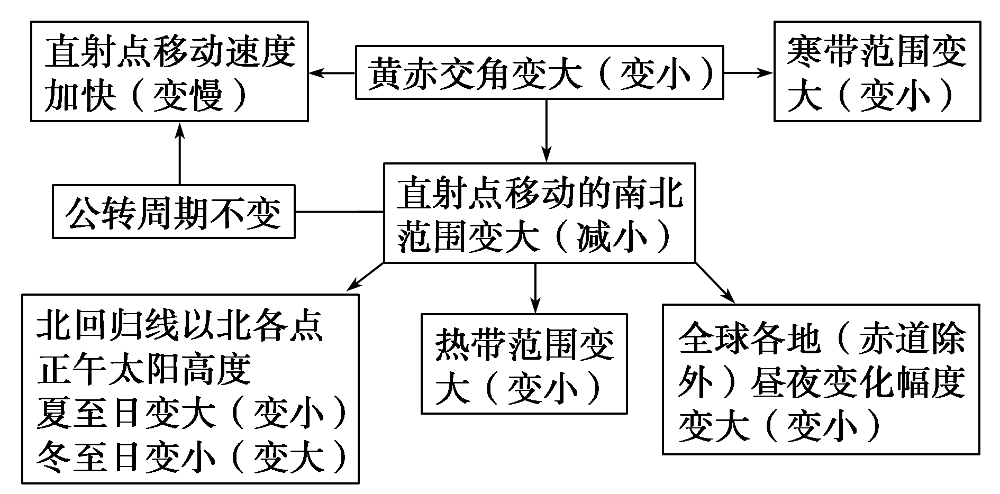 直射点移动速度
加快（变慢）
黄赤交角变大（变小）
寒带范围变
大（变小）
公转周期不变
直射点移动的南北
范围变大（减小）
北回归线以北各点
正午太阳高度
夏至日变大（变小）
冬至日变小（变大）
热带范围变
大（变小）
全球各地（赤道除
外）昼夜变化幅度
变大（变小）